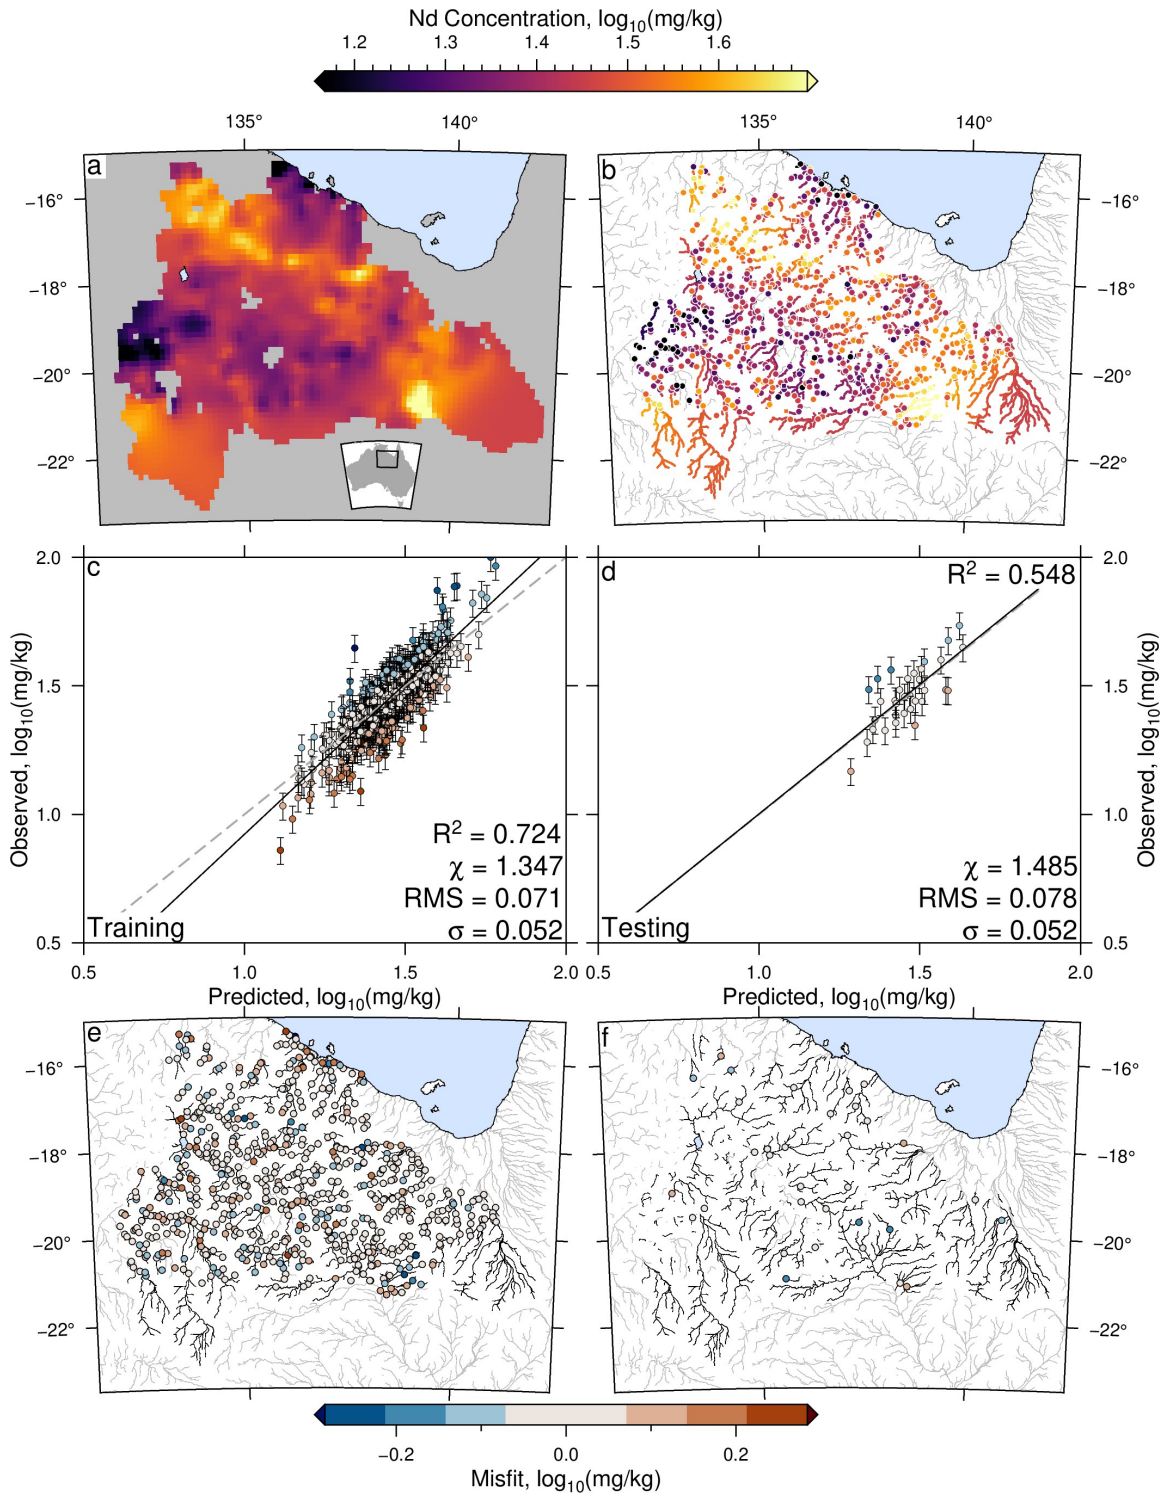 Nd Concentration, log₁₀(mg/kg)
1.2 1.3 1.4 1.5 1.6
135° 140° 135° 140°
a b
−16° −16°
−18° −18°
−20° −20°
−22° −22°
2.0 c d R² = 0.548 2.0
1.5 1.5
1.0 1.0
Observed, log₁₀(mg/kg) Observed, log₁₀(mg/kg)
R² = 0.724
χ = 1.347 χ = 1.485
RMS = 0.071 RMS = 0.078
Training σ = 0.052 Testing σ = 0.052
0.5 0.5
0.5 1.0 1.5 2.0 0.5 1.0 1.5 2.0
Predicted, log₁₀(mg/kg) Predicted, log₁₀(mg/kg)
e f
−16° −16°
−18° −18°
−20° −20°
−22° −22°
−0.2 0.0 0.2
Misfit, log₁₀(mg/kg)